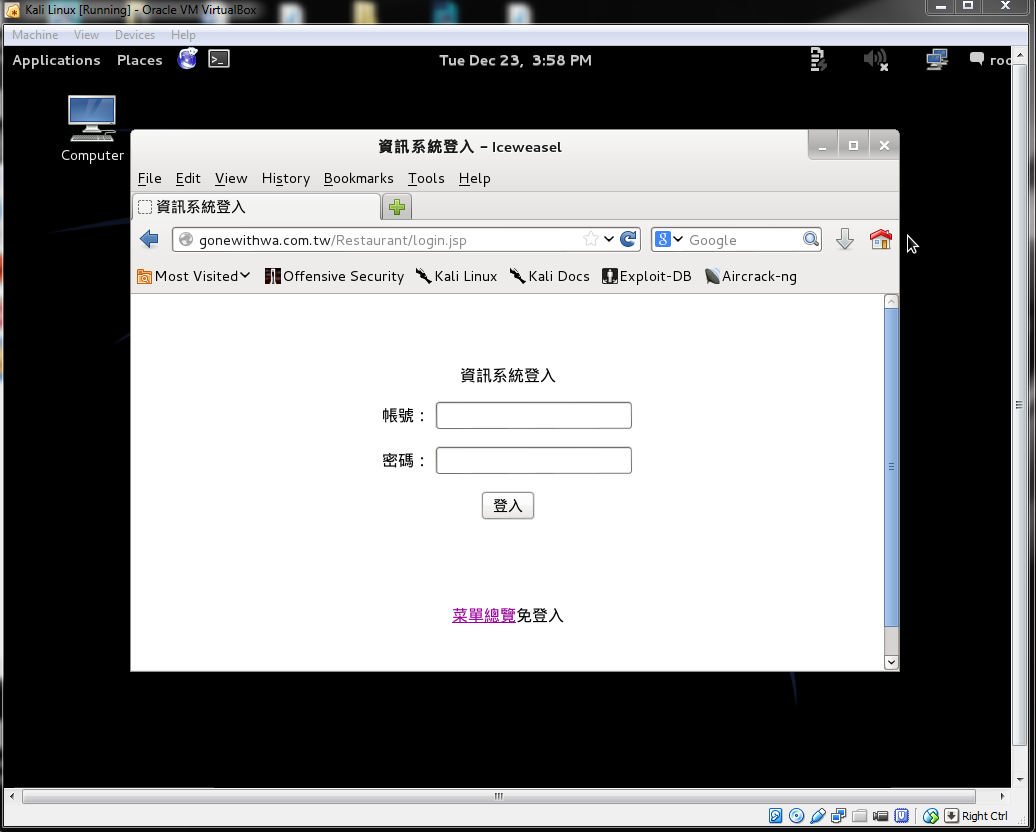 Kali Linux [Running] - Oracle VM VirtualBox
Machine View Devices Help
Applications Places Tue Dec 23, 3:58 PM
Computer
資訊系統登入 - Iceweasel
File Edit View History Bookmarks Tools Help
資訊系統登入
gonewithwa.com.tw/Restaurant/login.jsp Google
Most Visited Offensive Security Kali Linux Kali Docs Exploit-DB Aircrack-ng
資訊系統登入
帳號：
密碼：
登入
菜單總覽免登入
Right Ctrl